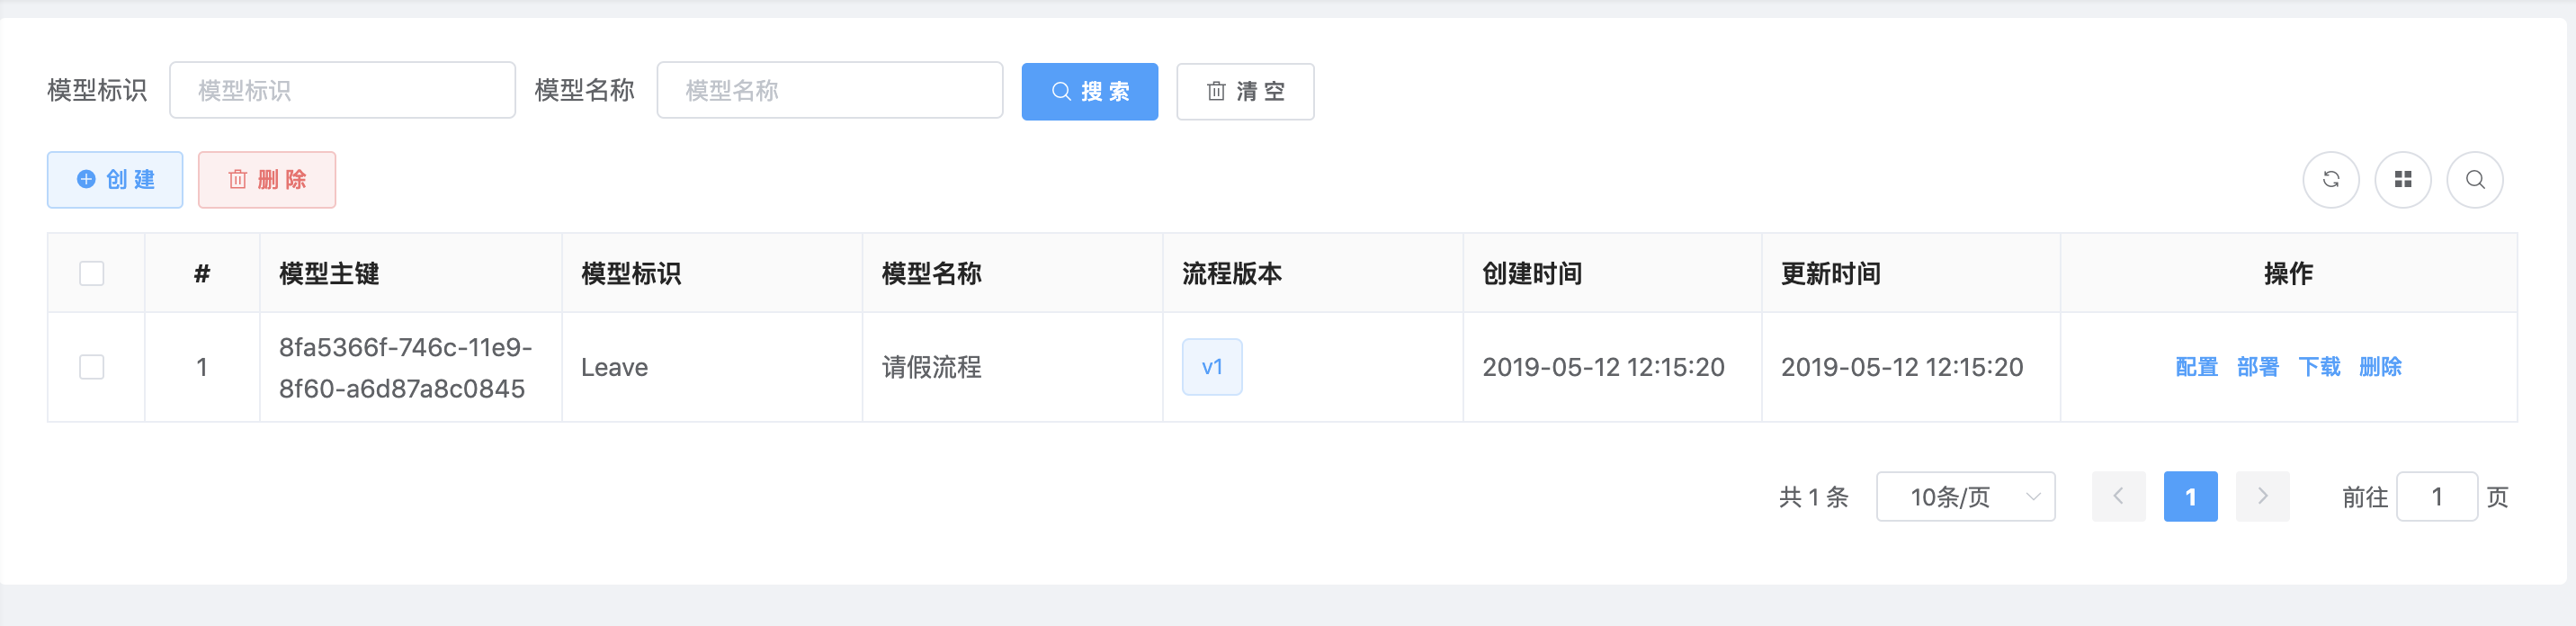 模型标识 模型标识 模型名称 模型名称 搜 索 清 空
创 建 删 除
# 模型主键 模型标识 模型名称 流程版本 创建时间 更新时间 操作
1 8fa5366f-746c-11e9- Leave 请假流程 v1 2019-05-12 12:15:20 2019-05-12 12:15:20 配置 部署 下载 删除
8f60-a6d87a8c0845
共 1 条 10条/页 1 前往 1 页